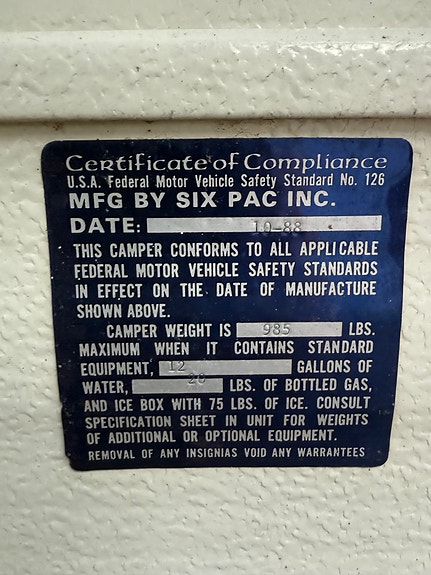 Certificate of Compliance
U.S.A. Federal Motor Vehicle Safety Standard No. 126
MFG BY SIX PAC INC.
DATE: 10-88
THIS CAMPER CONFORMS TO ALL APPLICABLE
FEDERAL MOTOR VEHICLE SAFETY STANDARDS
IN EFFECT ON THE DATE OF MANUFACTURE
SHOWN ABOVE.
CAMPER WEIGHT IS 985 LBS.
MAXIMUM WHEN IT CONTAINS STANDARD
EQUIPMENT, 12 GALLONS OF
WATER, 20 LBS. OF BOTTLED GAS,
AND ICE BOX WITH 75 LBS. OF ICE. CONSULT
SPECIFICATION SHEET IN UNIT FOR WEIGHTS
OF ADDITIONAL OR OPTIONAL EQUIPMENT.
REMOVAL OF ANY INSIGNIAS VOID ANY WARRANTEES